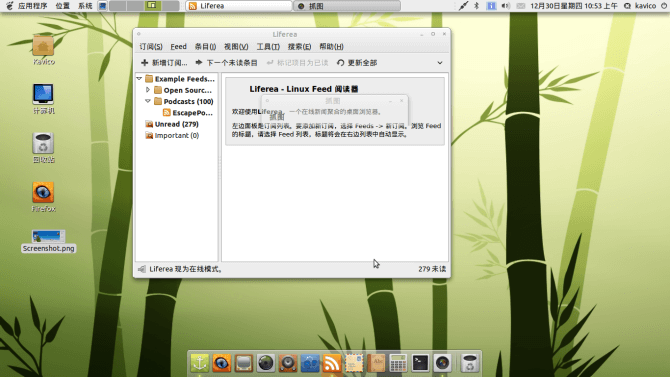 应用程序 位置 系统
Liferea
抓图
12月30日星期四 10:53 上午
kavico
Kavico
计算机
回收站
Firefox
Screenshot.png
Liferea
订阅(S) Feed 条目(I) 视图(V) 工具(T) 搜索(E) 帮助(H)
新增订阅... 下一个未读条目 标记项目为已读 更新全部
Example Feeds...
Open Sourc...
Podcasts (100)
EscapePo...
Unread (279)
Important (0)
Liferea - Linux Feed 阅读器
抓图
欢迎使用Liferea，一个在线新闻聚合的桌面浏览器。
抓图
左边面板是订阅列表。要添加新订阅，选择 Feeds -> 新订阅。浏览 Feed
的标题，请选择 Feed 列表。标题将会在右边列表中自动显示。
Liferea 现为在线模式。
279 未读